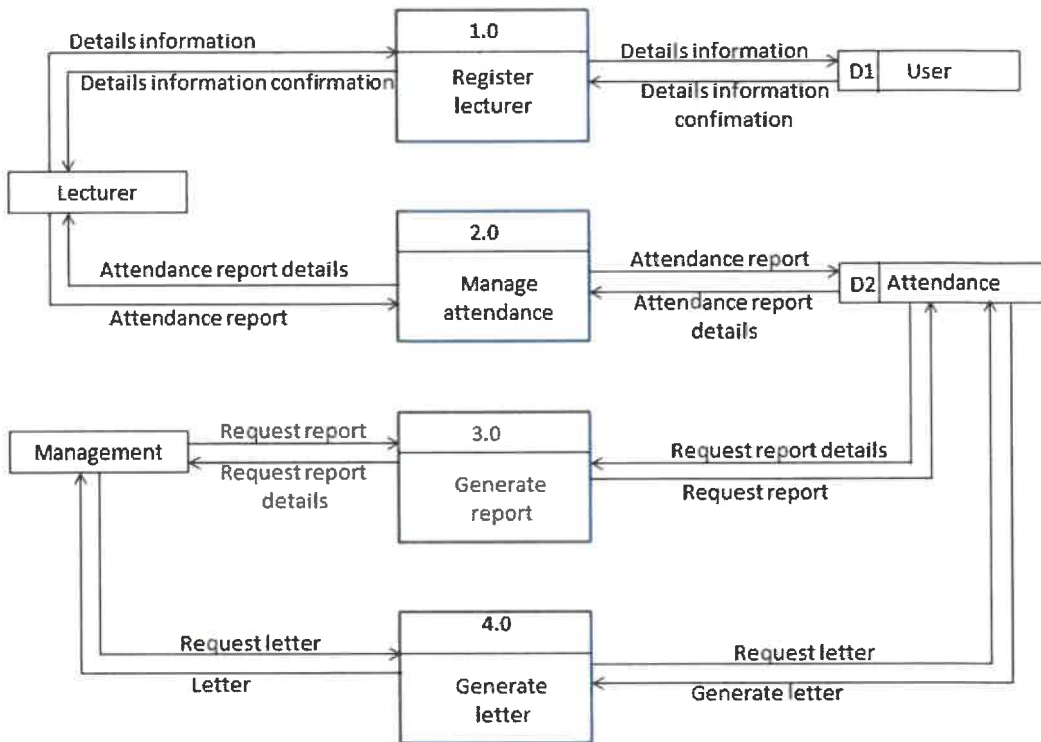 1.0
Details information
Details information
Register
lecturer
D1 User
Details information confirmation
Details information
confimation
Lecturer
2.0
Attendance report
Attendance report details
Manage
attendance
D2 Attendance
Attendance report
Attendance report
details
Request report
3.0
Management
Request report details
Request report
details
Generate
report
Request report
4.0
Request letter
Request letter
Letter
Generate
letter
Generate letter